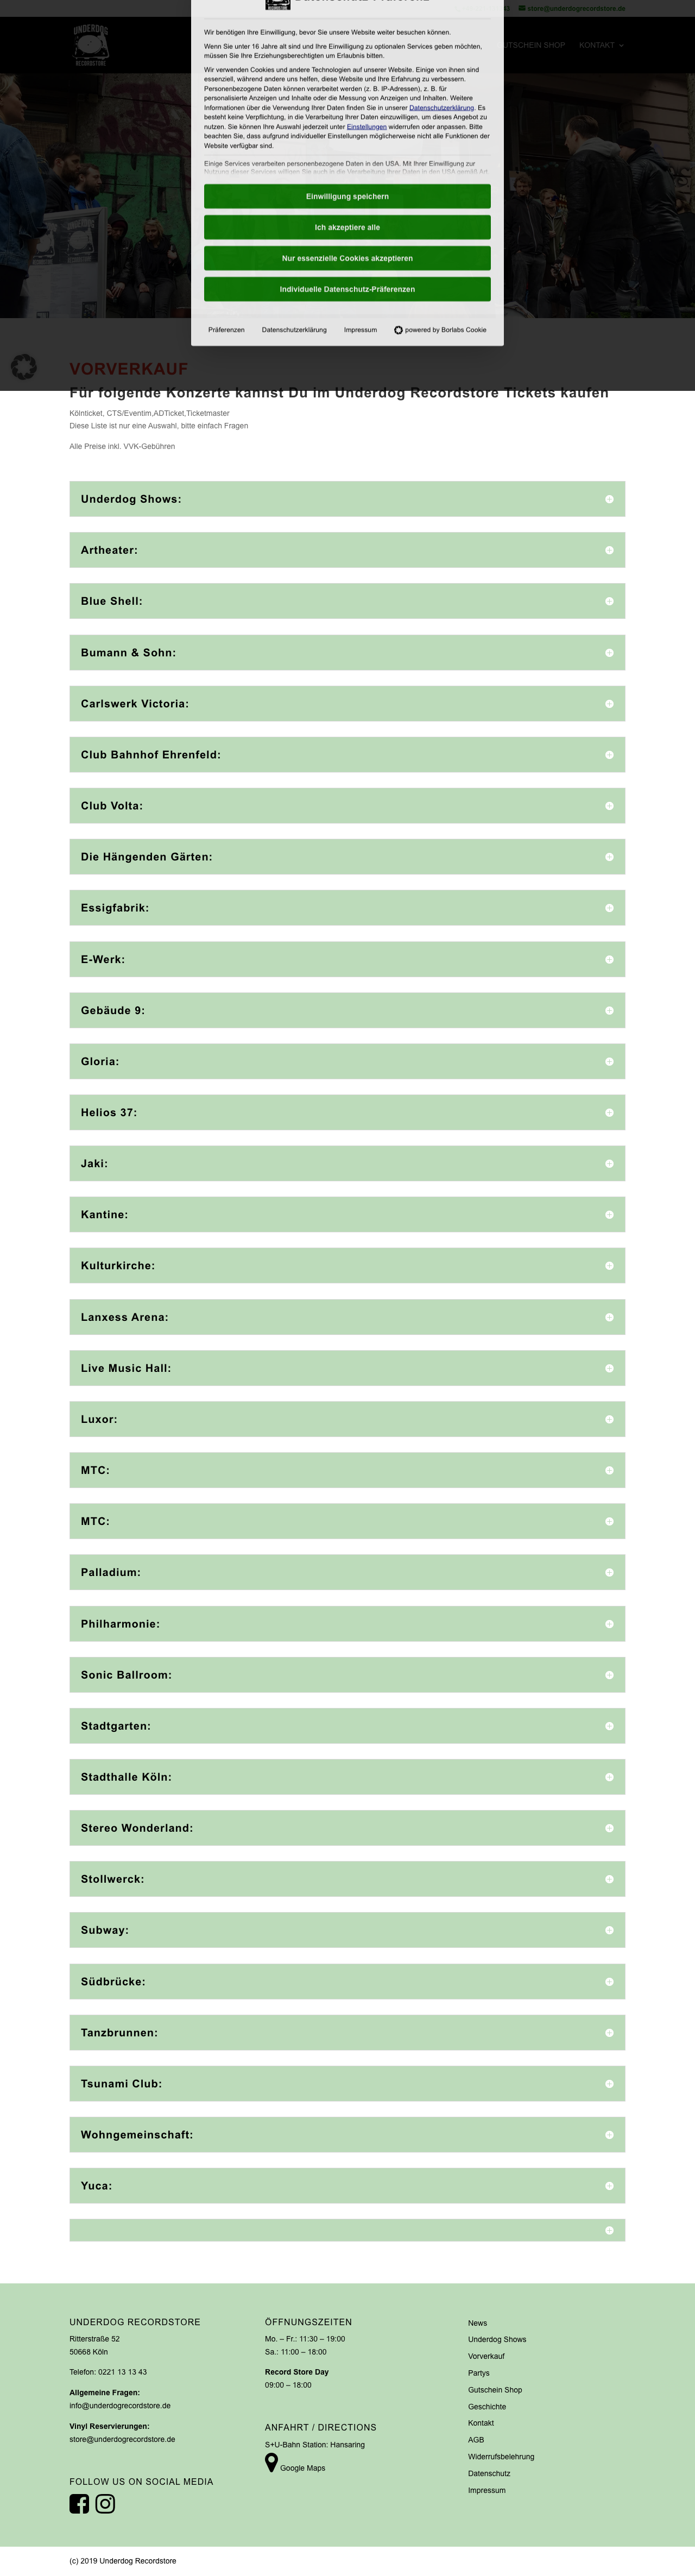 store@underdogrecordstore.de
UNDERDOG
RECORDSTORE
KONTAKT
Wir benötigen Ihre Einwilligung, bevor Sie unsere Website weiter besuchen können.
Wenn Sie unter 16 Jahre alt sind und Ihre Einwilligung zu optionalen Services geben möchten,
müssen Sie Ihre Erziehungsberechtigten um Erlaubnis bitten.
Wir verwenden Cookies und andere Technologien auf unserer Website. Einige von ihnen sind
essenziell, während andere uns helfen, diese Website und Ihre Erfahrung zu verbessern.
Personenbezogene Daten können verarbeitet werden (z. B. IP-Adressen), z. B. für
personalisierte Anzeigen und Inhalte oder die Messung von Anzeigen und Inhalten. Weitere
Informationen über die Verwendung Ihrer Daten finden Sie in unserer Datenschutzerklärung. Es
besteht keine Verpflichtung, in die Verarbeitung Ihrer Daten einzuwilligen, um dieses Angebot zu
nutzen. Sie können Ihre Auswahl jederzeit unter Einstellungen widerrufen oder anpassen. Bitte
beachten Sie, dass aufgrund individueller Einstellungen möglicherweise nicht alle Funktionen der
Website verfügbar sind.
Einige Services verarbeiten personenbezogene Daten in den USA. Mit Ihrer Einwilligung zur
Nutzung dieser Services willigen Sie auch in die Verarbeitung Ihrer Daten in den USA gemäß Art.
Einwilligung speichern
Ich akzeptiere alle
Nur essenzielle Cookies akzeptieren
Individuelle Datenschutz-Präferenzen
Präferenzen Datenschutzerklärung Impressum powered by Borlabs Cookie
VORVERKAUF
Für folgende Konzerte kannst Du im Underdog Recordstore Tickets kaufen
Kölnticket, CTS/Eventim,ADTicket,Ticketmaster
Diese Liste ist nur eine Auswahl, bitte einfach Fragen
Alle Preise inkl. VVK-Gebühren
Underdog Shows:
Artheater:
Blue Shell:
Bumann & Sohn:
Carlswerk Victoria:
Club Bahnhof Ehrenfeld:
Club Volta:
Die Hängenden Gärten:
Essigfabrik:
E-Werk:
Gebäude 9:
Gloria:
Helios 37:
Jaki:
Kantine:
Kulturkirche:
Lanxess Arena:
Live Music Hall:
Luxor:
MTC:
MTC:
Palladium:
Philharmonie:
Sonic Ballroom:
Stadtgarten:
Stadthalle Köln:
Stereo Wonderland:
Stollwerck:
Subway:
Südbrücke:
Tanzbrunnen:
Tsunami Club:
Wohngemeinschaft:
Yuca:
UNDERDOG RECORDSTORE
Ritterstraße 52
50668 Köln
Telefon: 0221 13 13 43
Allgemeine Fragen:
info@underdogrecordstore.de
Vinyl Reservierungen:
store@underdogrecordstore.de
FOLLOW US ON SOCIAL MEDIA
ÖFFNUNGSZEITEN
Mo. – Fr.: 11:30 – 19:00
Sa.: 11:00 – 18:00
Record Store Day
09:00 – 18:00
ANFAHRT / DIRECTIONS
S+U-Bahn Station: Hansaring
Google Maps
News
Underdog Shows
Vorverkauf
Partys
Gutschein Shop
Geschichte
Kontakt
AGB
Widerrufsbelehrung
Datenschutz
Impressum
(c) 2019 Underdog Recordstore